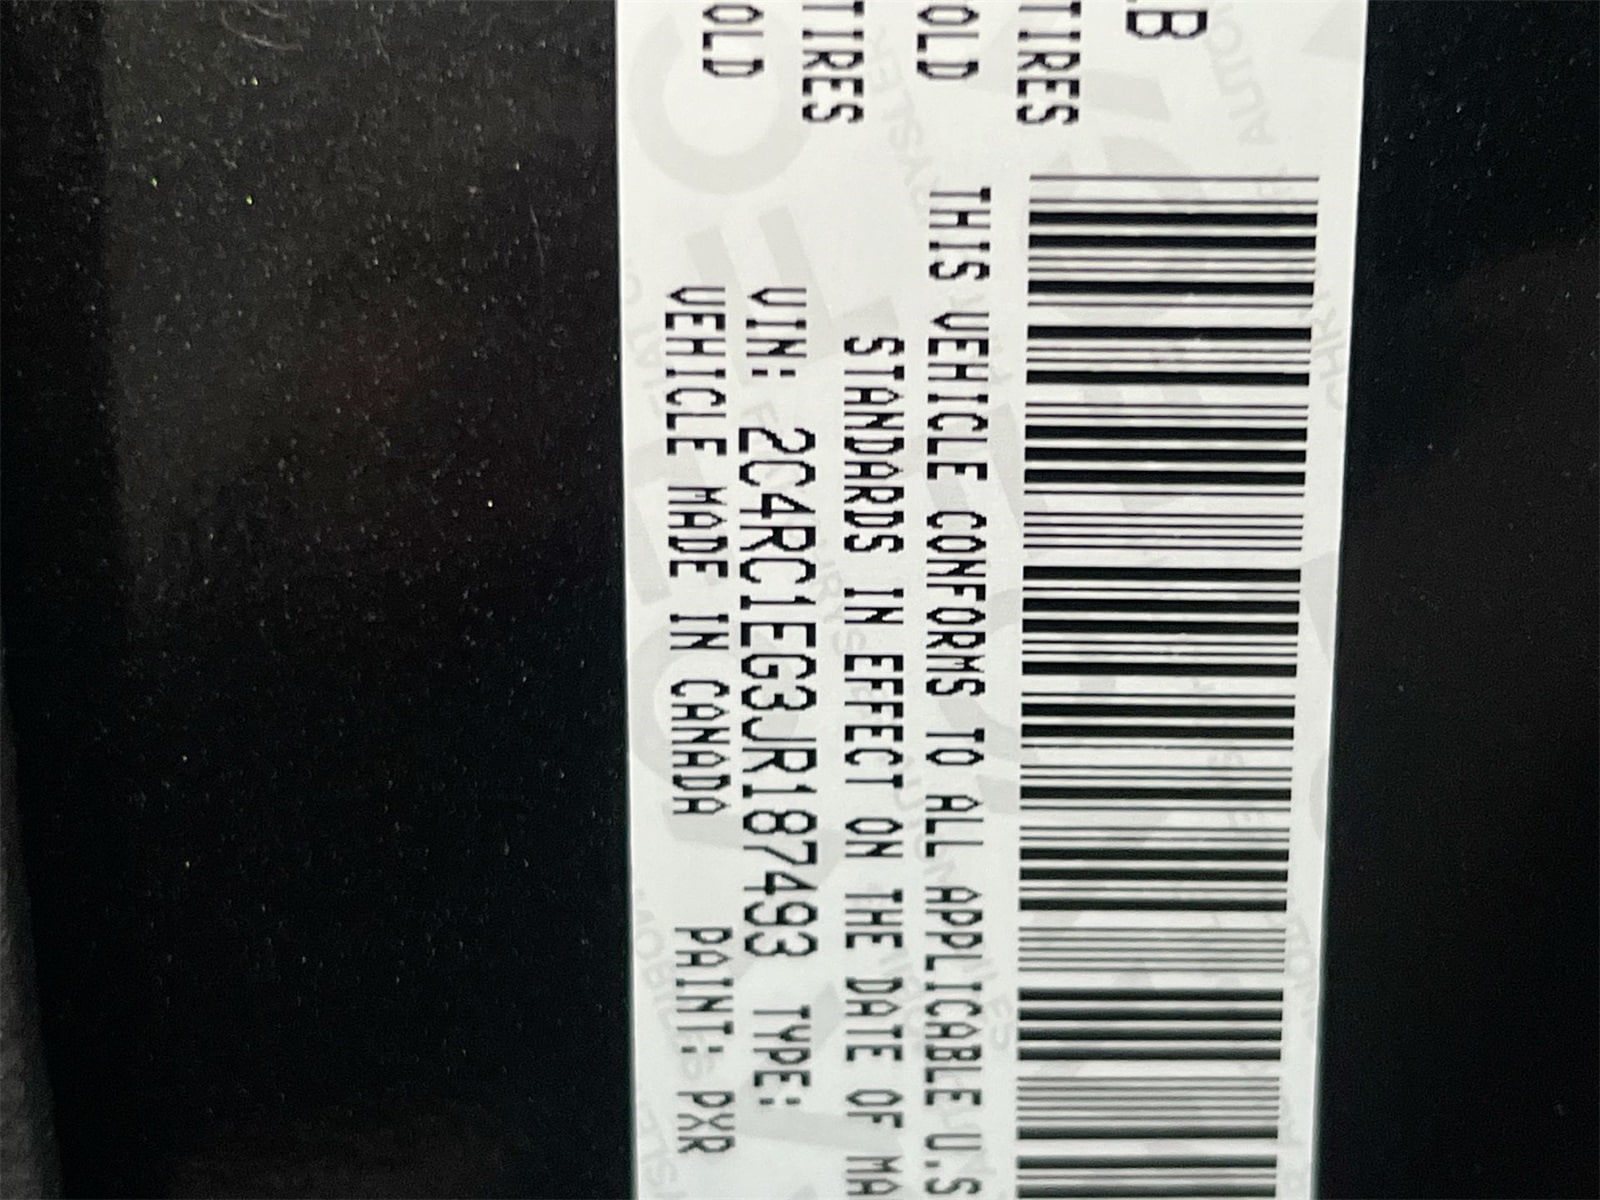 LB
TIRES
OLD
TIRES
OLD
THIS VEHICLE CONFORMS TO ALL APPLICABLE U.S
STANDARDS IN EFFECT ON THE DATE OF MA
VIN: 2C4RC1EG3JR187493 TYPE:
VEHICLE MADE IN CANADA PAINT: PXR